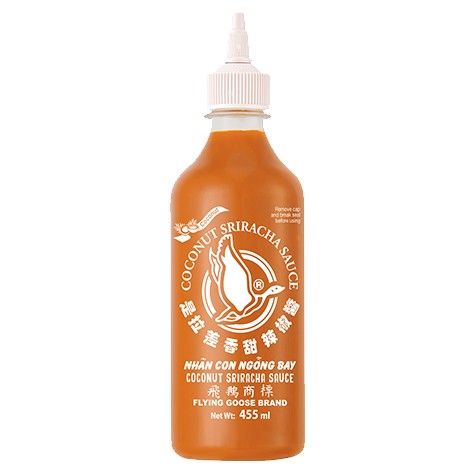 COCONUT
Remove cap
and break seal
before using
COCONUT SRIRACHA SAUCE
®
是拉差香甜辣椒醬
NHÃN CON NGỖNG BAY
COCONUT SRIRACHA SAUCE
飛鵝商標
FLYING GOOSE BRAND
Net Wt: 455 ml